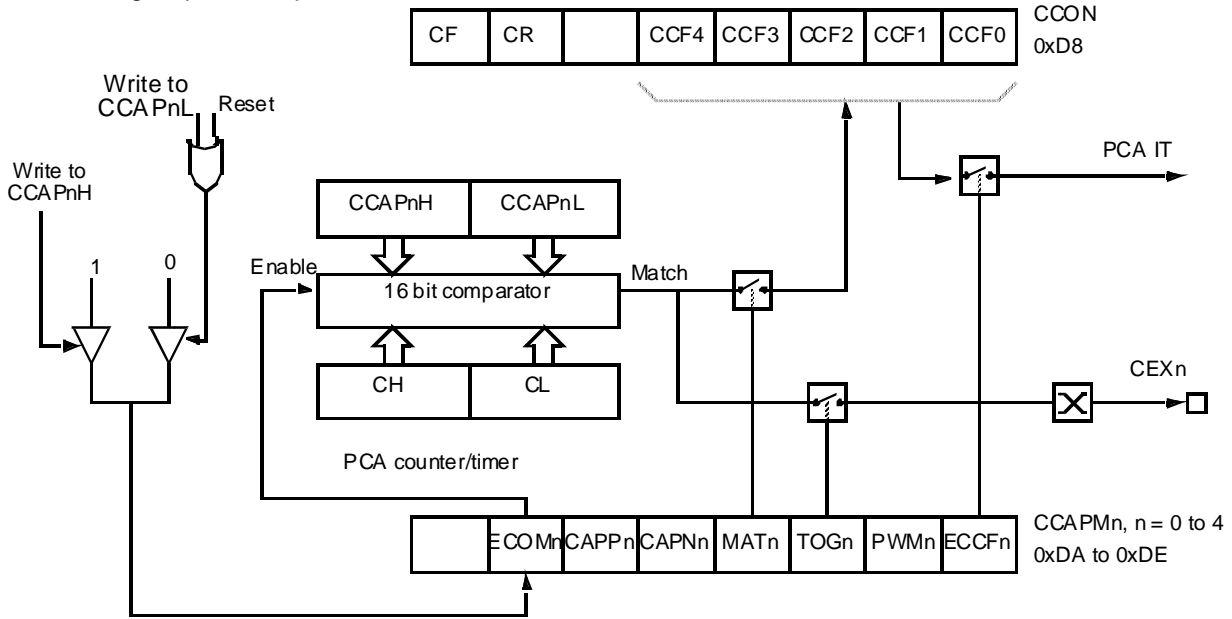 CF CR CCF4 CCF3 CCF2 CCF1 CCF0
CCON
0xD8
Write to
CCAPnL
Reset
PCA IT
Write to
CCAPnH
CCAPnH CCAPnL
1 0
Enable
16 bit comparator
Match
CH CL
CEXn
PCA counter/timer
ECOMn CAPPn CAPNn MATn TOGn PWMn ECCFn
CCAPMn, n = 0 to 4
0xDA to 0xDE